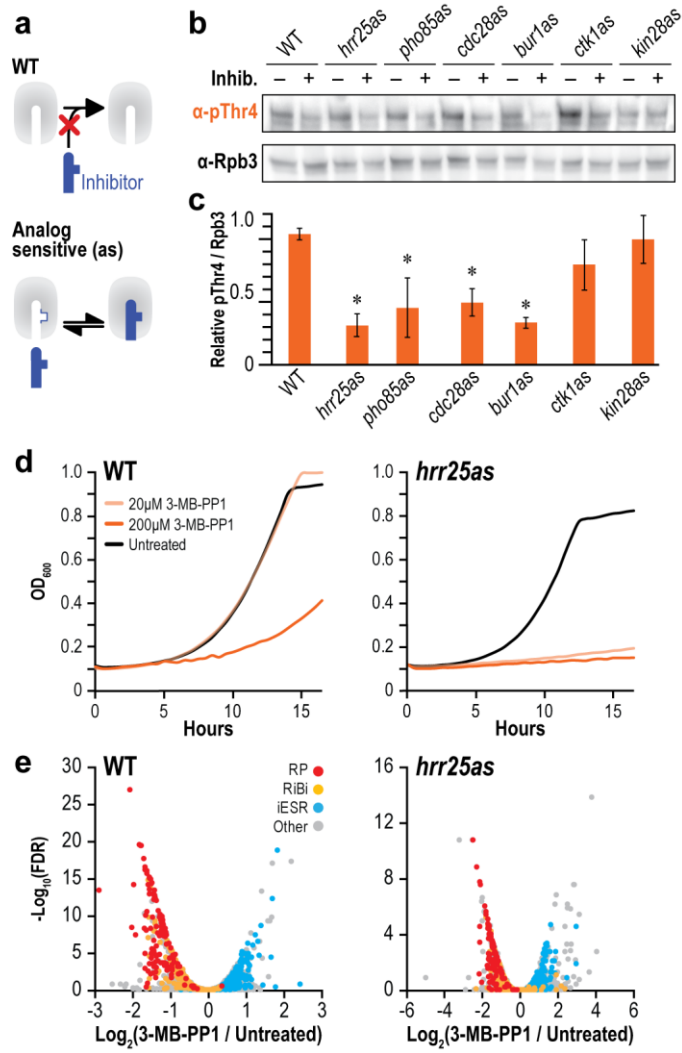 a
WT
Inhibitor
Analog
sensitive (as)
b
WT hrr25as pho85as cdc28as bur1as ctk1as kin28as
Inhib. – + – + – + – + – + – + – +
α-pThr4
α-Rpb3
c
Relative pThr4 / Rpb3
1.0
0.5
0
* * * *
WT hrr25as pho85as cdc28as bur1as ctk1as kin28as
d
WT
hrr25as
OD600
1.0
0.8
0.6
0.4
0.2
20µM 3-MB-PP1
200µM 3-MB-PP1
Untreated
0 5 10 15
Hours
1.0
0.8
0.6
0.4
0.2
0 5 10 15
Hours
e
WT
-Log10(FDR)
30
25
20
15
10
5
0
RP
RiBi
iESR
Other
-3 -2 -1 0 1 2 3
Log2(3-MB-PP1 / Untreated)
hrr25as
16
12
8
4
0
-6 -4 -2 0 2 4 6
Log2(3-MB-PP1 / Untreated)